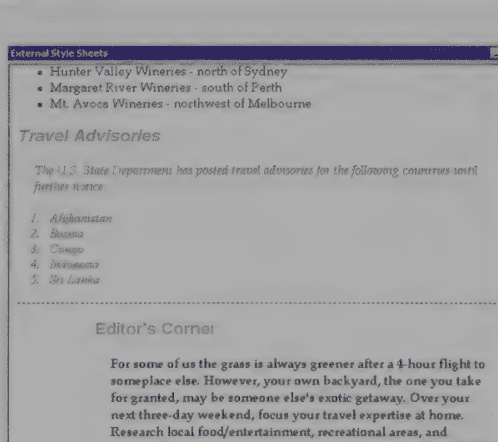 External Style Sheets
Hunter Valley Wineries - north of Sydney
Margaret River Wineries - south of Perth
Mt. Avoca Wineries - northwest of Melbourne
Travel Advisories
The U.S. State Department has posted travel advisories for the following countries until
further notice
1. Afghanistan
2. Bosnia
3. Congo
4. Indonesia
5. Sri Lanka
Editor's Corner
For some of us the grass is always greener after a 4-hour flight to
someplace else. However, your own backyard, the one you take
for granted, may be someone else's exotic getaway. Over your
next three-day weekend, focus your travel expertise at home.
Research local food/entertainment, recreational areas, and